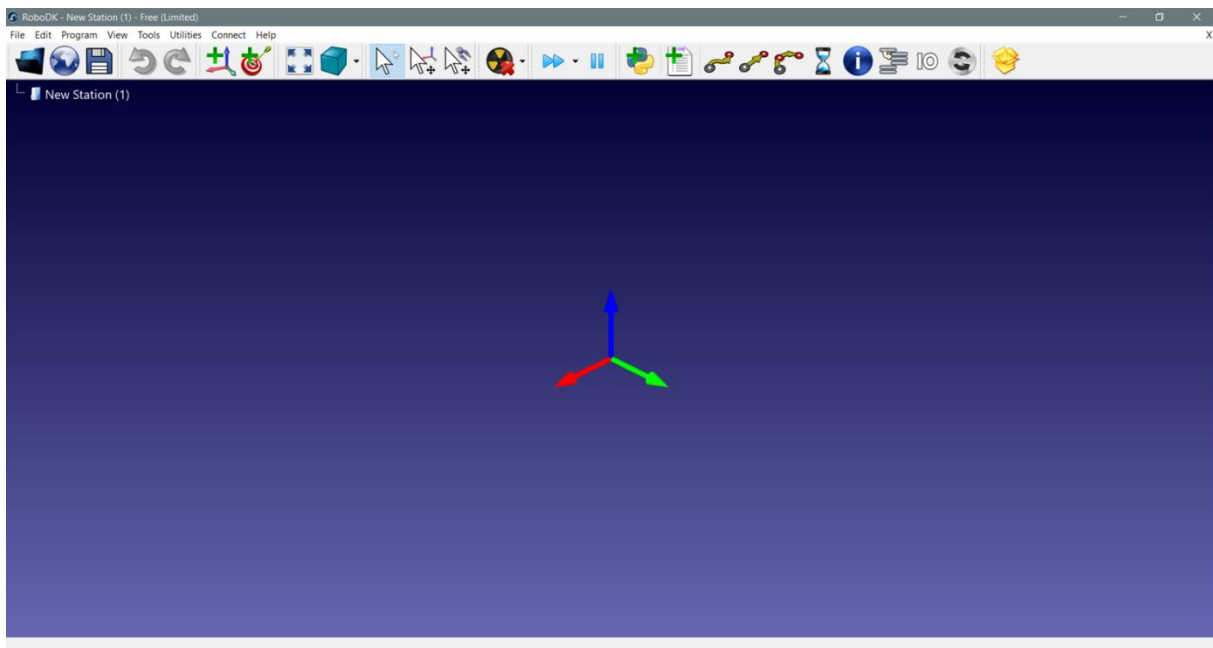 RoboDK - New Station (1) - Free (Limited)
File Edit Program View Tools Utilities Connect Help
X
IO
New Station (1)